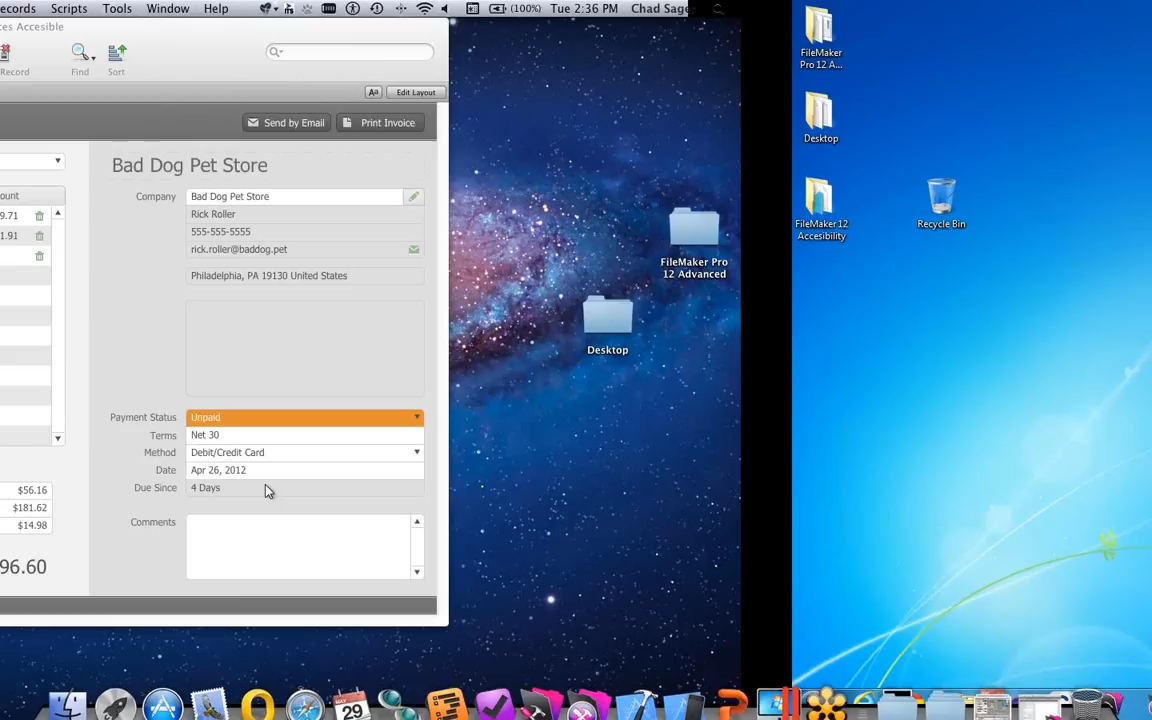 ecords Scripts Tools Window Help (100%) Tue 2:36 PM Chad Sage
ces Accesible
Record Find Sort
Edit Layout
Send by Email Print Invoice
Bad Dog Pet Store
Company Bad Dog Pet Store
Rick Roller
555-555-5555
rick.roller@baddog.pet
Philadelphia, PA 19130 United States
ount
9.71
1.91
Payment Status Unpaid
Terms Net 30
Method Debit/Credit Card
Date Apr 26, 2012
Due Since 4 Days
Comments
$56.16
$181.62
$14.98
96.60
FileMaker Pro
12 Advanced
Desktop
29
FileMaker
Pro 12 A...
Desktop
FileMaker 12
Accesibility
Recycle Bin